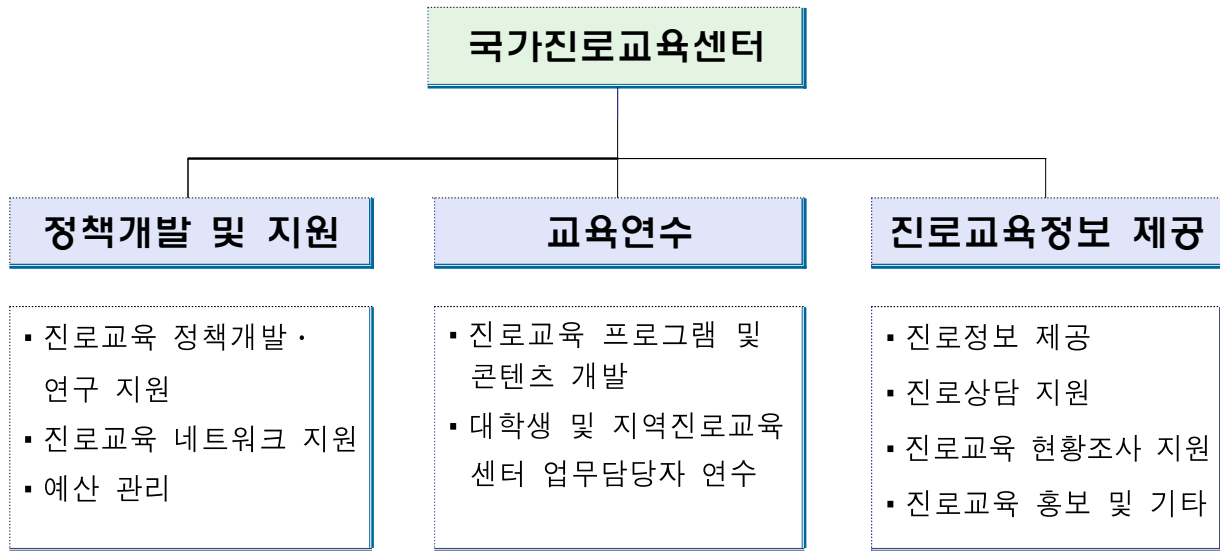 국가진로교육센터
정책개발 및 지원
▪ 진로교육 정책개발·
연구 지원
▪ 진로교육 네트워크 지원
▪ 예산 관리
교육연수
▪ 진로교육 프로그램 및
콘텐츠 개발
▪ 대학생 및 지역진로교육
센터 업무담당자 연수
진로교육정보 제공
▪ 진로정보 제공
▪ 진로상담 지원
▪ 진로교육 현황조사 지원
▪ 진로교육 홍보 및 기타